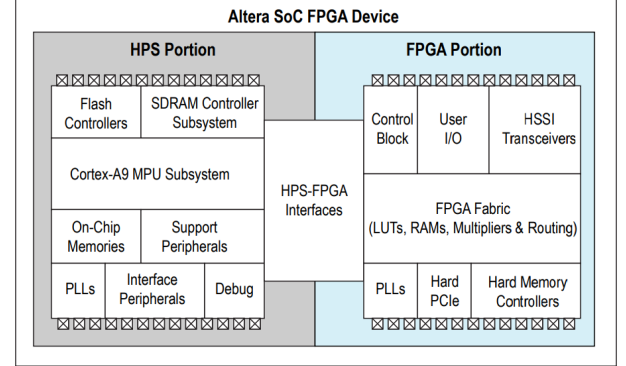 Altera SoC FPGA Device
HPS Portion
FPGA Portion
Flash
Controllers
SDRAM Controller
Subsystem
Cortex-A9 MPU Subsystem
On-Chip
Memories
Support
Peripherals
PLLs
Interface
Peripherals
Debug
HPS-FPGA
Interfaces
Control
Block
User
I/O
HSSI
Transceivers
FPGA Fabric
(LUTs, RAMs, Multipliers & Routing)
PLLs
Hard
PCIe
Hard Memory
Controllers